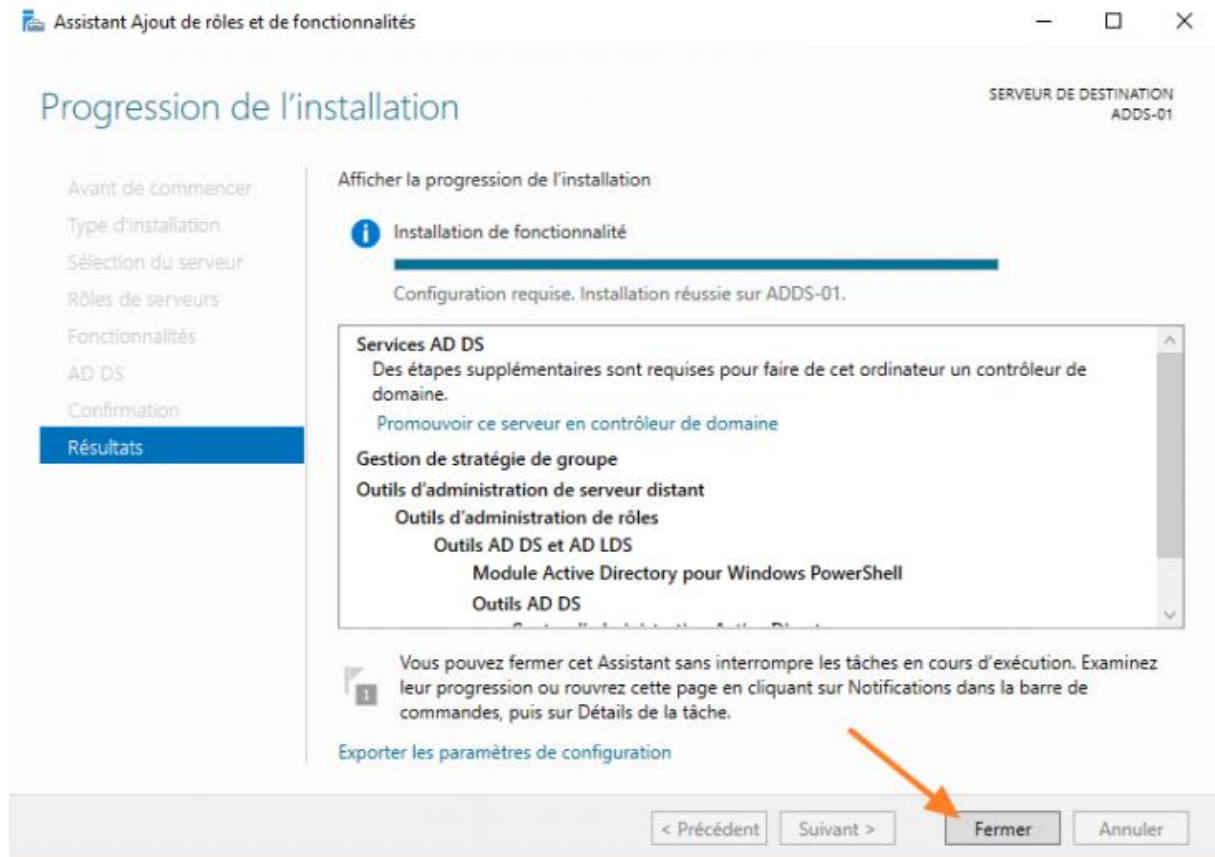 Assistant Ajout de rôles et de fonctionnalités
Progression de l'installation
SERVEUR DE DESTINATION
ADDS-01
Avant de commencer
Type d'installation
Sélection du serveur
Rôles de serveurs
Fonctionnalités
AD DS
Confirmation
Résultats
Afficher la progression de l'installation
Installation de fonctionnalité
Configuration requise. Installation réussie sur ADDS-01.
Services AD DS
Des étapes supplémentaires sont requises pour faire de cet ordinateur un contrôleur de
domaine.
Promouvoir ce serveur en contrôleur de domaine
Gestion de stratégie de groupe
Outils d'administration de serveur distant
Outils d'administration de rôles
Outils AD DS et AD LDS
Module Active Directory pour Windows PowerShell
Outils AD DS
1
Vous pouvez fermer cet Assistant sans interrompre les tâches en cours d'exécution. Examinez
leur progression ou rouvrez cette page en cliquant sur Notifications dans la barre de
commandes, puis sur Détails de la tâche.
Exporter les paramètres de configuration
< Précédent
Suivant >
Fermer
Annuler